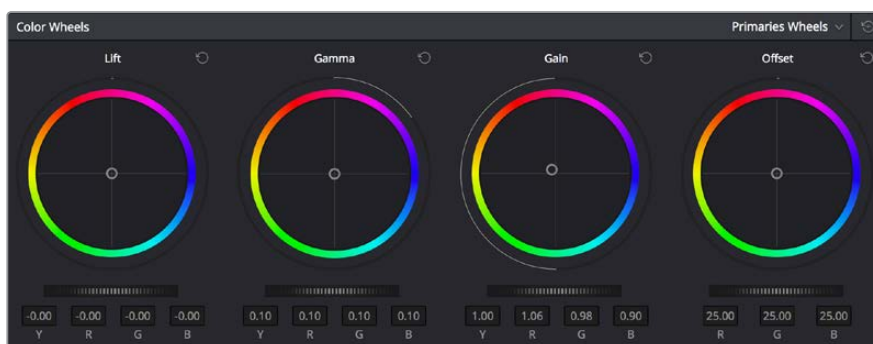 Color Wheels Primaries Wheels
Lift Gamma Gain Offset
-0.00 -0.00 -0.00 -0.00 0.10 0.10 0.10 0.10 1.00 1.06 0.98 0.90 25.00 25.00 25.00
Y R G B Y R G B Y R G B R G B